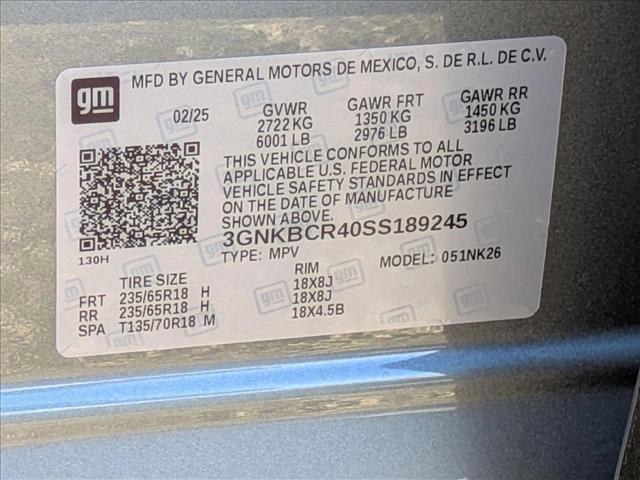 gm
MFD BY GENERAL MOTORS DE MEXICO, S. DE R.L. DE C.V.
02/25 GVWR GAWR FRT GAWR RR
2722 KG 1350 KG 1450 KG
6001 LB 2976 LB 3196 LB
THIS VEHICLE CONFORMS TO ALL
APPLICABLE U.S. FEDERAL MOTOR
VEHICLE SAFETY STANDARDS IN EFFECT
ON THE DATE OF MANUFACTURE
SHOWN ABOVE.
3GNKBCR40SS189245
130H TYPE: MPV MODEL: 051NK26
TIRE SIZE RIM
FRT 235/65R18 H 18X8J
RR 235/65R18 H 18X8J
SPA T135/70R18 M 18X4.5B